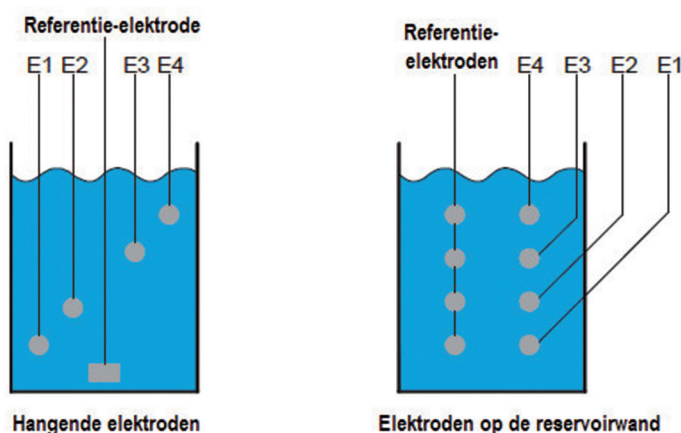 Referentie-elektrode
E1 E2 E3 E4
Hangende elektroden
Referentie-
elektroden
E4 E3 E2 E1
Elektroden op de reservoirwand